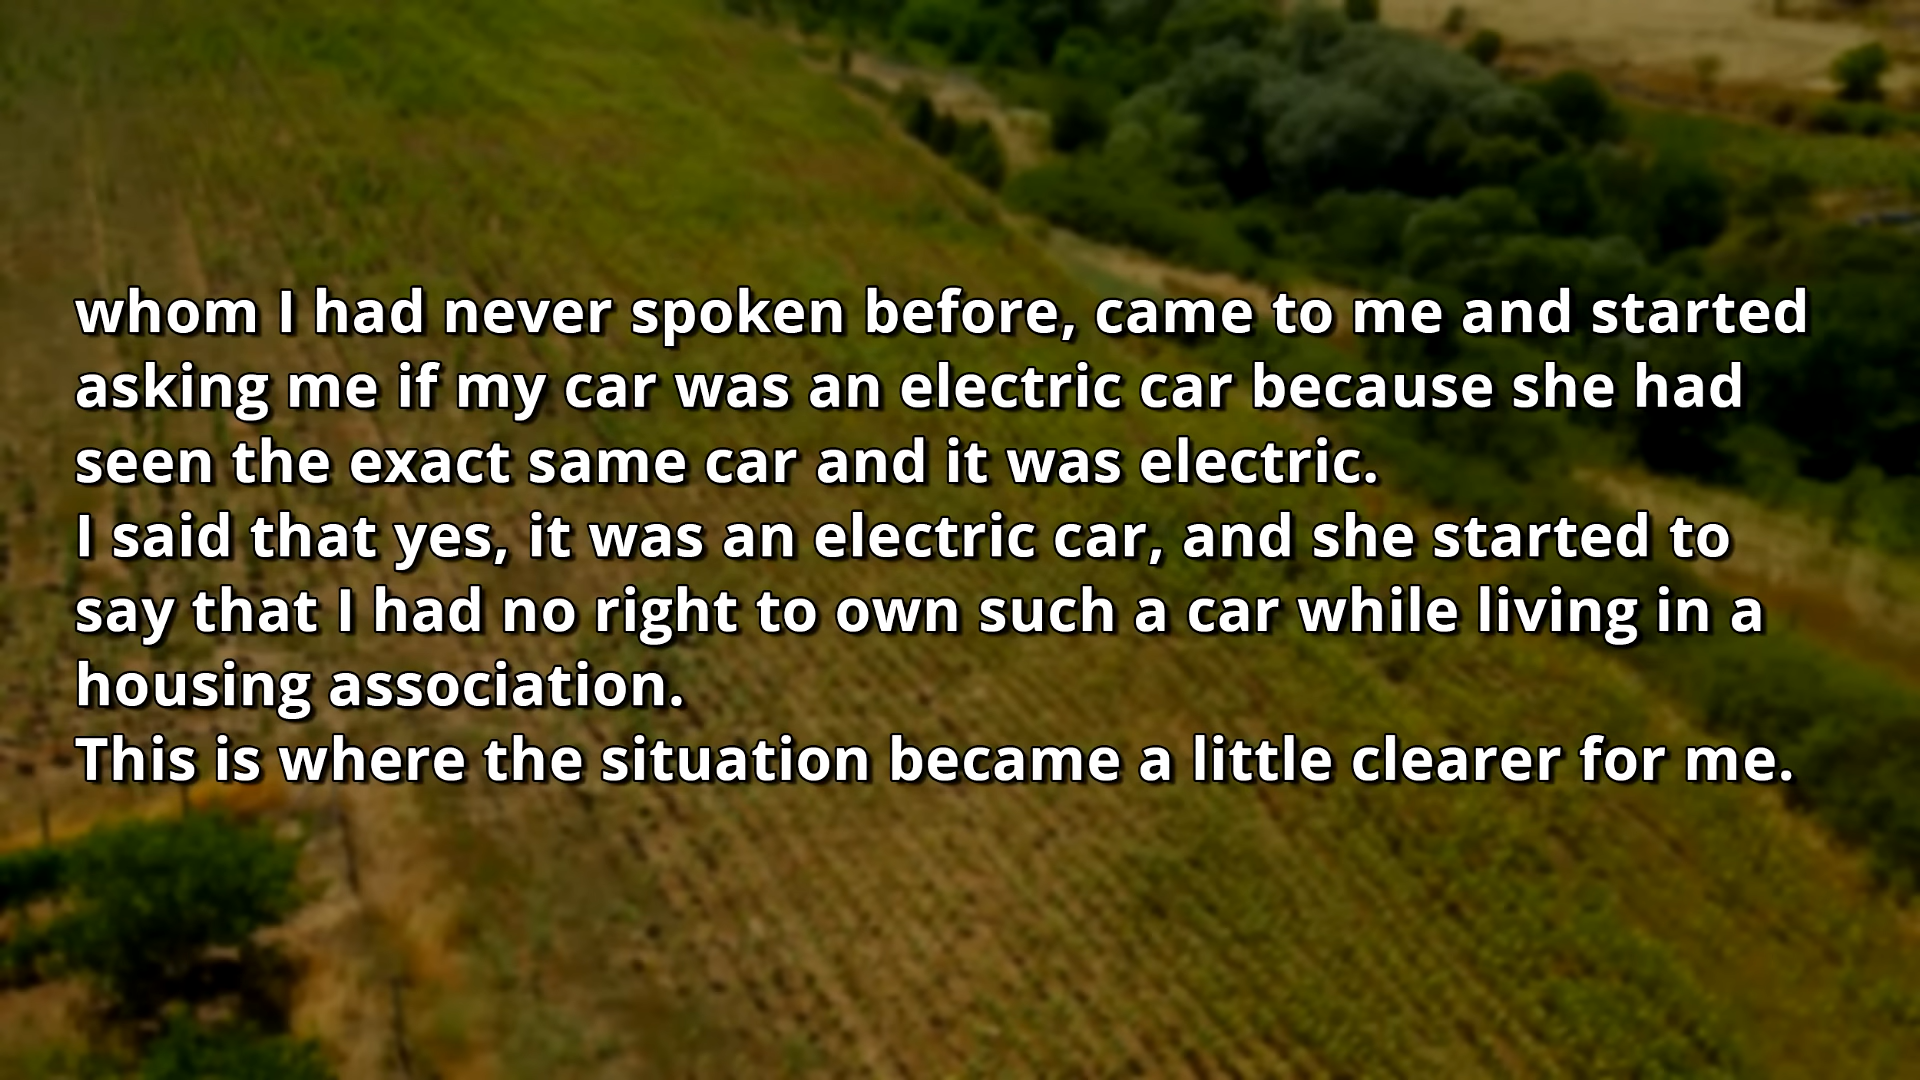 whom I had never spoken before, came to me and started
asking me if my car was an electric car because she had
seen the exact same car and it was electric.
I said that yes, it was an electric car, and she started to
say that I had no right to own such a car while living in a
housing association.
This is where the situation became a little clearer for me.